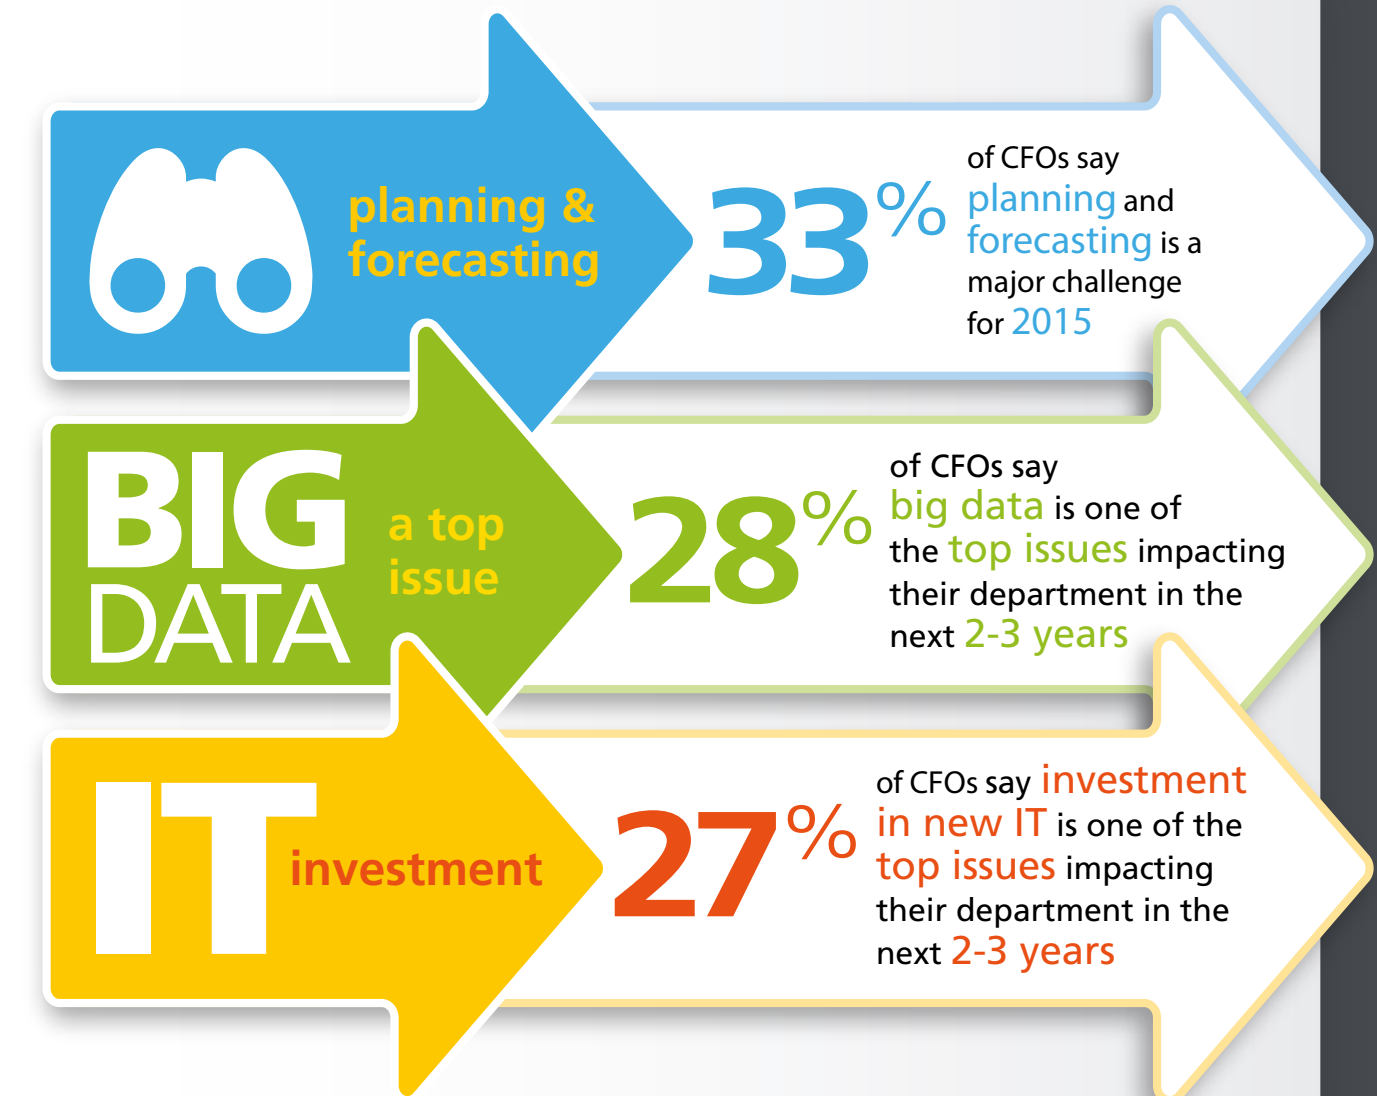 planning &
forecasting
33%
of CFOs say
planning and
forecasting is a
major challenge
for 2015
BIG
DATA
a top
issue
28%
of CFOs say
big data is one of
the top issues impacting
their department in the
next 2-3 years
IT
investment
27%
of CFOs say investment
in new IT is one of the
top issues impacting
their department in the
next 2-3 years